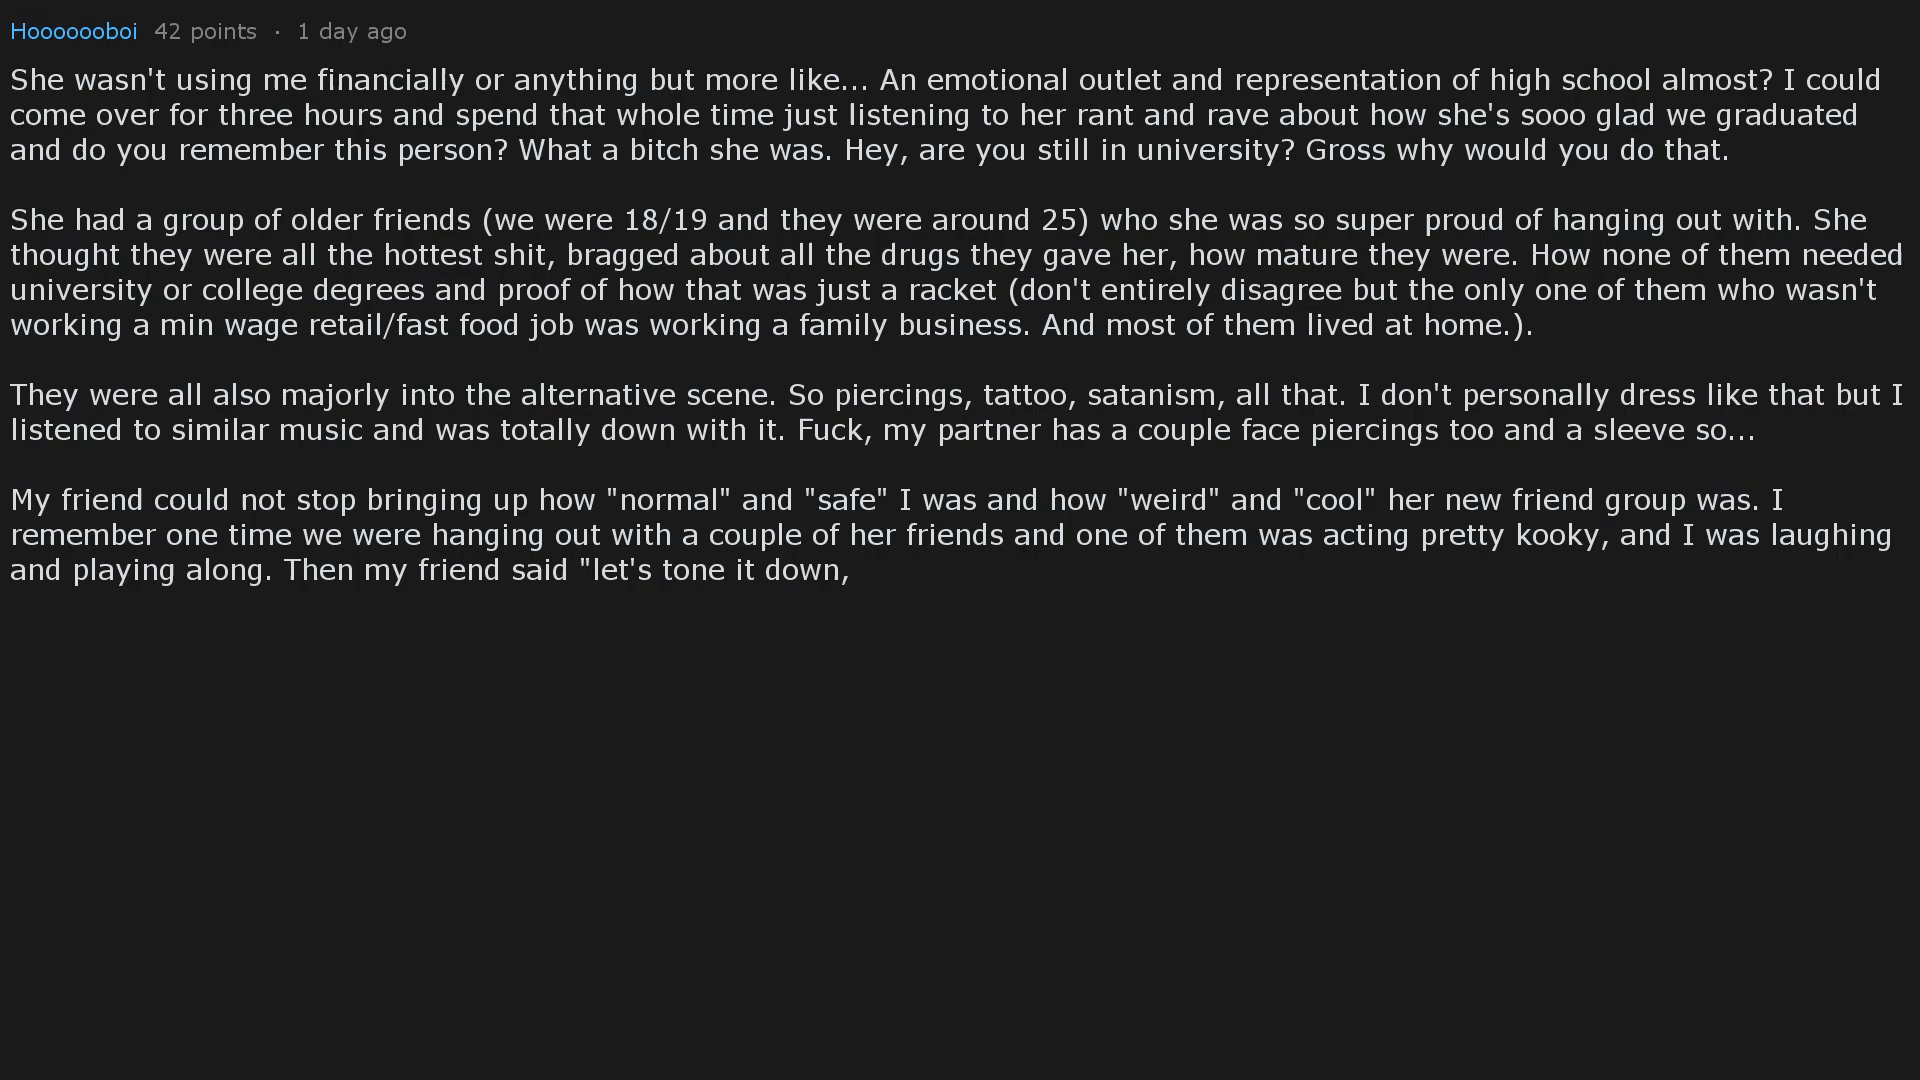 Hoooooooboi 42 points · 1 day ago
She wasn't using me financially or anything but more like... An emotional outlet and representation of high school almost? I could
come over for three hours and spend that whole time just listening to her rant and rave about how she's sooo glad we graduated
and do you remember this person? What a bitch she was. Hey, are you still in university? Gross why would you do that.
She had a group of older friends (we were 18/19 and they were around 25) who she was so super proud of hanging out with. She
thought they were all the hottest shit, bragged about all the drugs they gave her, how mature they were. How none of them needed
university or college degrees and proof of how that was just a racket (don't entirely disagree but the only one of them who wasn't
working a min wage retail/fast food job was working a family business. And most of them lived at home.).
They were all also majorly into the alternative scene. So piercings, tattoo, satanism, all that. I don't personally dress like that but I
listened to similar music and was totally down with it. Fuck, my partner has a couple face piercings too and a sleeve so...
My friend could not stop bringing up how "normal" and "safe" I was and how "weird" and "cool" her new friend group was. I
remember one time we were hanging out with a couple of her friends and one of them was acting pretty kooky, and I was laughing
and playing along. Then my friend said "let's tone it down,